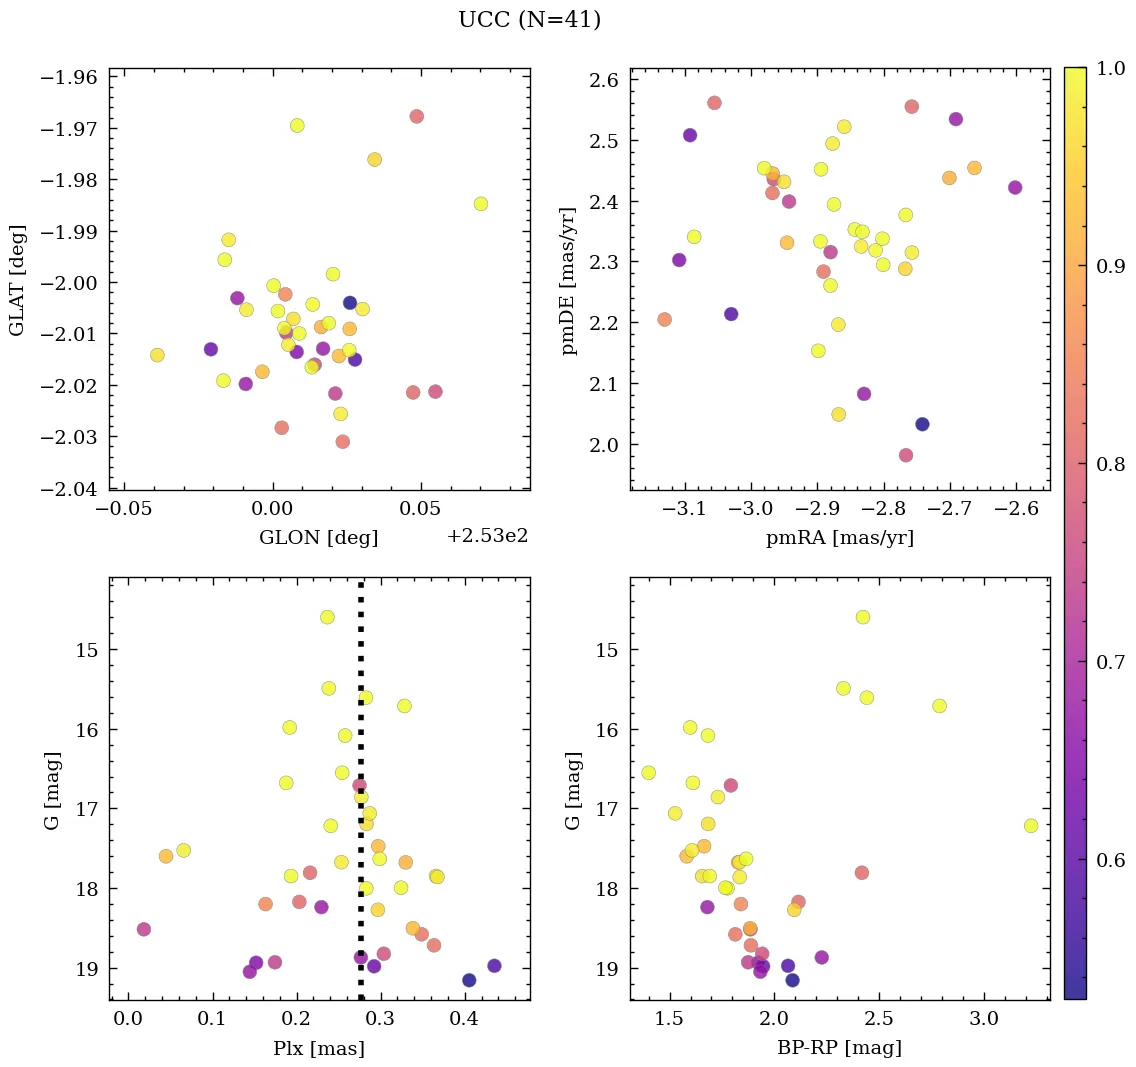 UCC (N=41)
−1.96
−1.97
−1.98
−1.99
−2.00
−2.01
−2.02
−2.03
−2.04
GLAT [deg]
−0.05 0.00 0.05
GLON [deg] +2.53e2
2.6
2.5
2.4
2.3
2.2
2.1
2.0
pmDE [mas/yr]
−3.1 −3.0 −2.9 −2.8 −2.7 −2.6
pmRA [mas/yr]
1.0
0.9
0.8
0.7
0.6
15
16
17
18
19
G [mag]
0.0 0.1 0.2 0.3 0.4
Plx [mas]
15
16
17
18
19
G [mag]
1.5 2.0 2.5 3.0
BP-RP [mag]